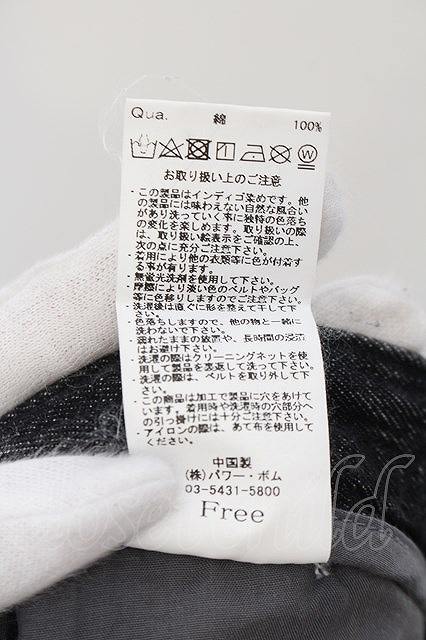 Qua.
綿
100%
W
お取り扱い上のご注意
・この製品はインディゴ染めです。他
の製品には味わえない自然な風合い
があり洗っていく事に独特の色落ち
の変化を楽しめます。取り扱いの際
は、取り扱い絵表示をご確認の上、
次の点に充分ご注意下さい。
・着用により他の衣類等に色が付着す
る事が有ります。
・無蛍光洗剤を使用して下さい。
・摩擦により淡い色のベルトやバッグ
等に色移りしますのでご注意下さい。
・洗濯後は直ぐに形を整えて干して下
さい。
・色落ちしますので、他の物と一緒に
洗わないで下さい。
・濡れたままの放置や、長時間の浸漬
はお避け下さい。
・洗濯の際はクリーニングネットを使
用して製品を裏返して洗って下さい。
・洗濯の際は、ベルトを取り外して下
さい。
・この商品は加工で製品に穴をあけて
います。着用時や洗濯時の穴部分へ
の引っ掛けには十分ご注意下さい。
・アイロンの際は、あて布を使用して
ください。
中国製
(株)パワー・ボム
03-5431-5800
Free